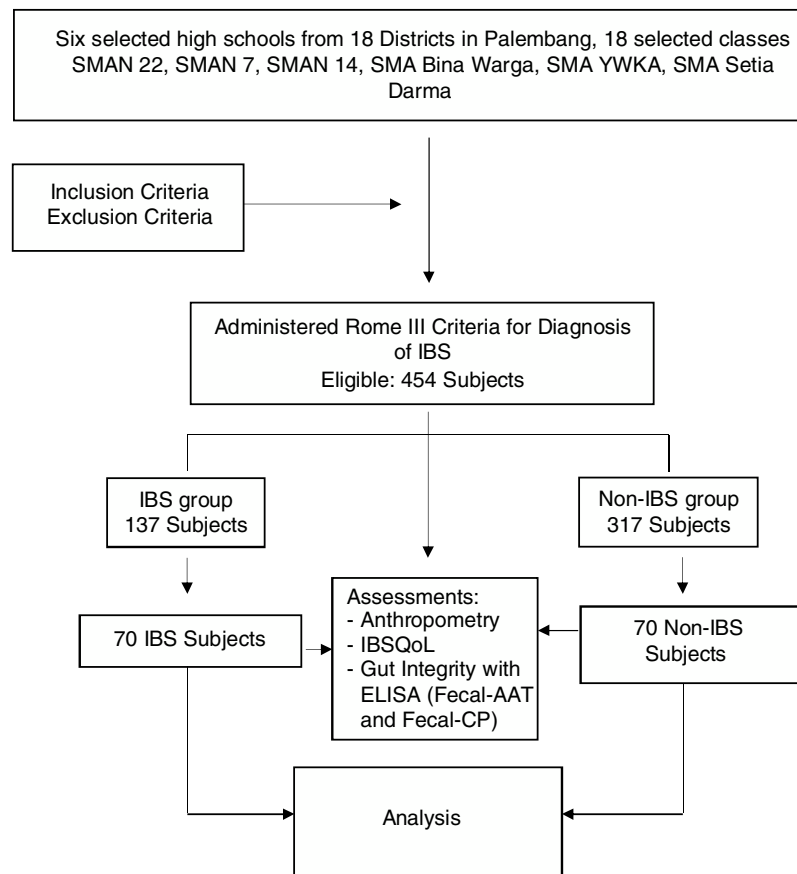 Six selected high schools from 18 Districts in Palembang, 18 selected classes
SMAN 22, SMAN 7, SMAN 14, SMA Bina Warga, SMA YWKA, SMA Setia
Darma
Inclusion Criteria
Exclusion Criteria
Administered Rome III Criteria for Diagnosis
of IBS
Eligible: 454 Subjects
IBS group
137 Subjects
Non-IBS group
317 Subjects
70 IBS Subjects
Assessments:
- Anthropometry
- IBSQoL
- Gut Integrity with
ELISA (Fecal-AAT
and Fecal-CP)
70 Non-IBS
Subjects
Analysis